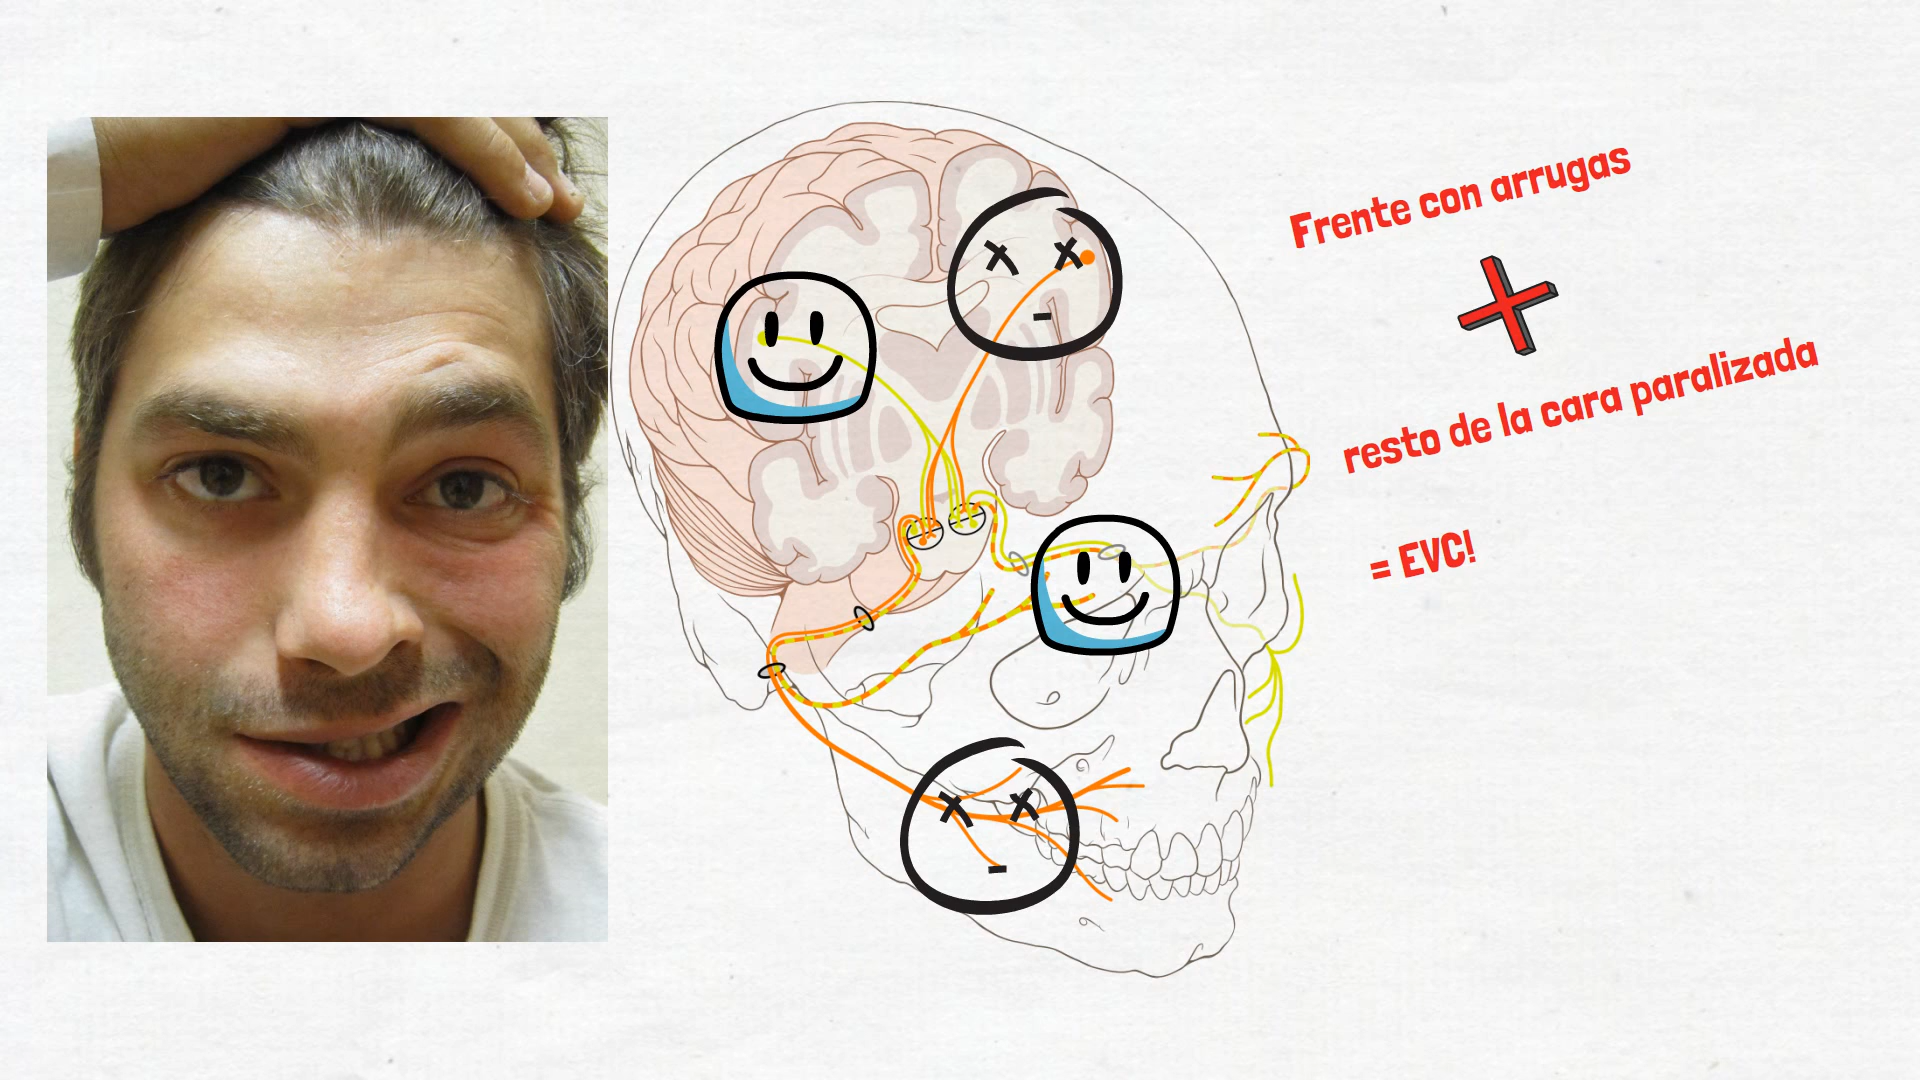 Frente con arrugas
resto de la cara paralizada
= EVC!